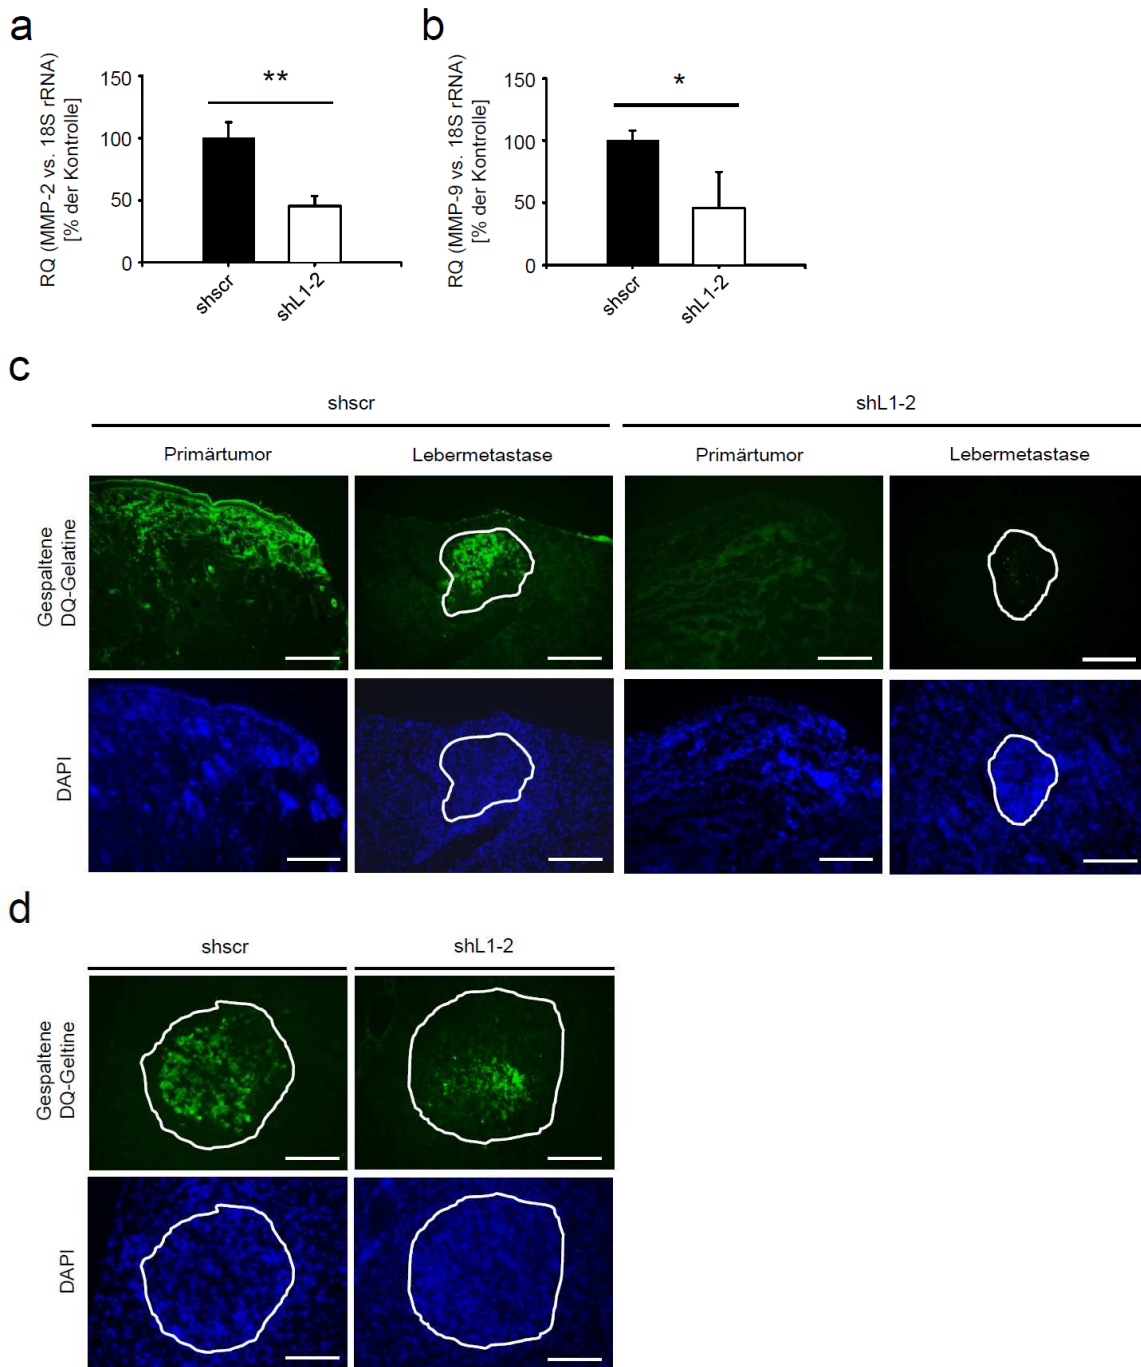 a
RQ (MMP-2 vs. 18S rRNA)
[% der Kontrolle]
150
100
50
0
**
shscr
shL1-2
b
RQ (MMP-9 vs. 18S rRNA)
[% der Kontrolle]
150
100
50
0
*
shscr
shL1-2
c
shscr
shL1-2
Primärtumor
Lebermetastase
Primärtumor
Lebermetastase
Gespaltene
DQ-Gelatine
DAPI
d
shscr
shL1-2
Gespaltene
DQ-Geltine
DAPI